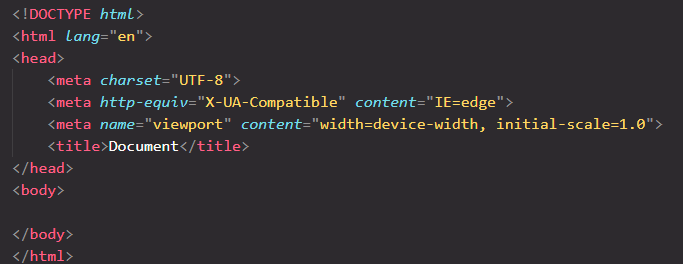 <!DOCTYPE html>
<html lang="en">
<head>
    <meta charset="UTF-8">
    <meta http-equiv="X-UA-Compatible" content="IE=edge">
    <meta name="viewport" content="width=device-width, initial-scale=1.0">
    <title>Document</title>
</head>
<body>
</body>
</html>